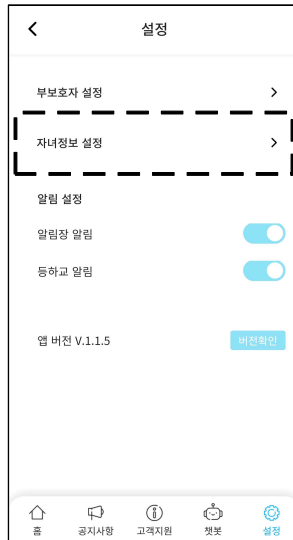 설정
부보호자 설정
자녀정보 설정
알림 설정
알림장 알림
등하교 알림
앱 버전 V.1.1.5 버전확인
홈 공지사항 고객지원 챗봇 설정